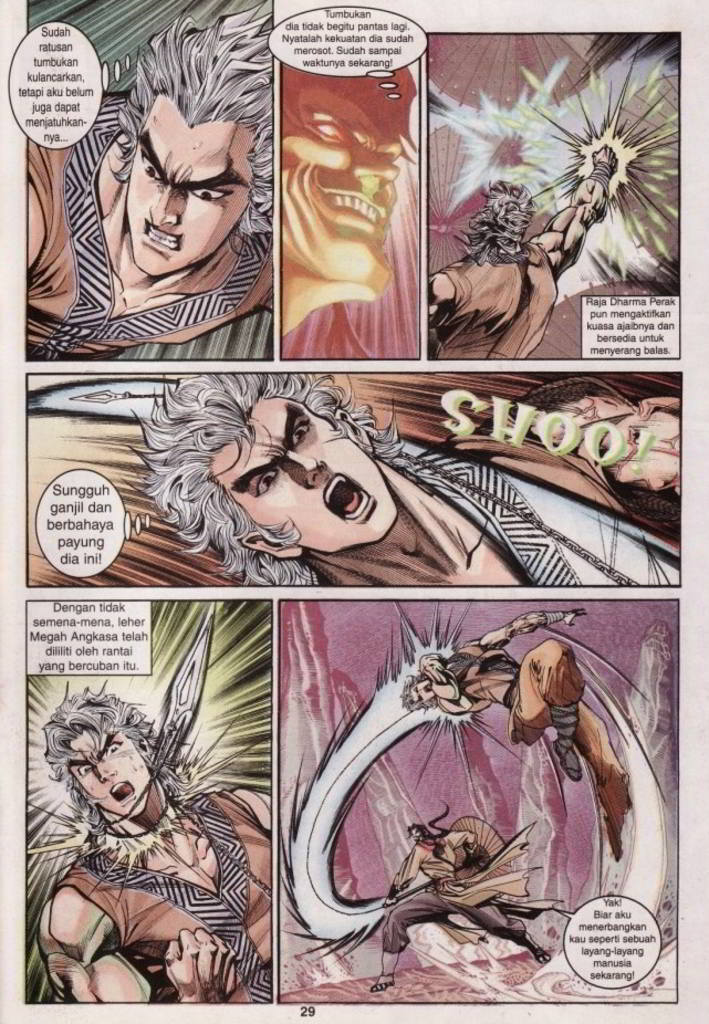 Sudah
ratusan
tumbukan
kulancarkan,
tetapi aku belum
juga dapat
menjatuhkan-
nya...
Tumbukan
dia tidak begitu pantas lagi.
Nyatalah kekuatan dia sudah
merosot. Sudah sampai
waktunya sekarang!
Raja Dharma Perak
pun mengaktifkan
kuasa ajaibnya dan
bersedia untuk
menyerang balas.
SHOO!
Sungguh
ganjil dan
berbahaya
payung
dia ini!
Dengan tidak
semena-mena, leher
Megah Angkasa telah
dililiti oleh rantai
yang bercuban itu.
Yak!
Biar aku
menerbangkan
kau seperti sebuah
layang-layang
manusia
sekarang!
29